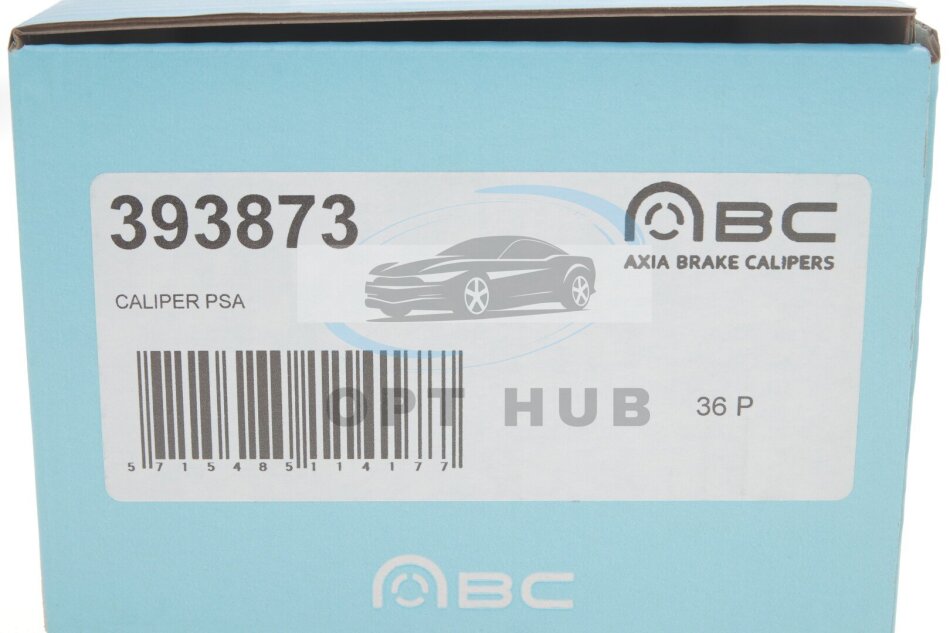 393873
ABC
AXIA BRAKE CALIPERS
CALIPER PSA
OPT HUB
36 P
5715485114177
ABC